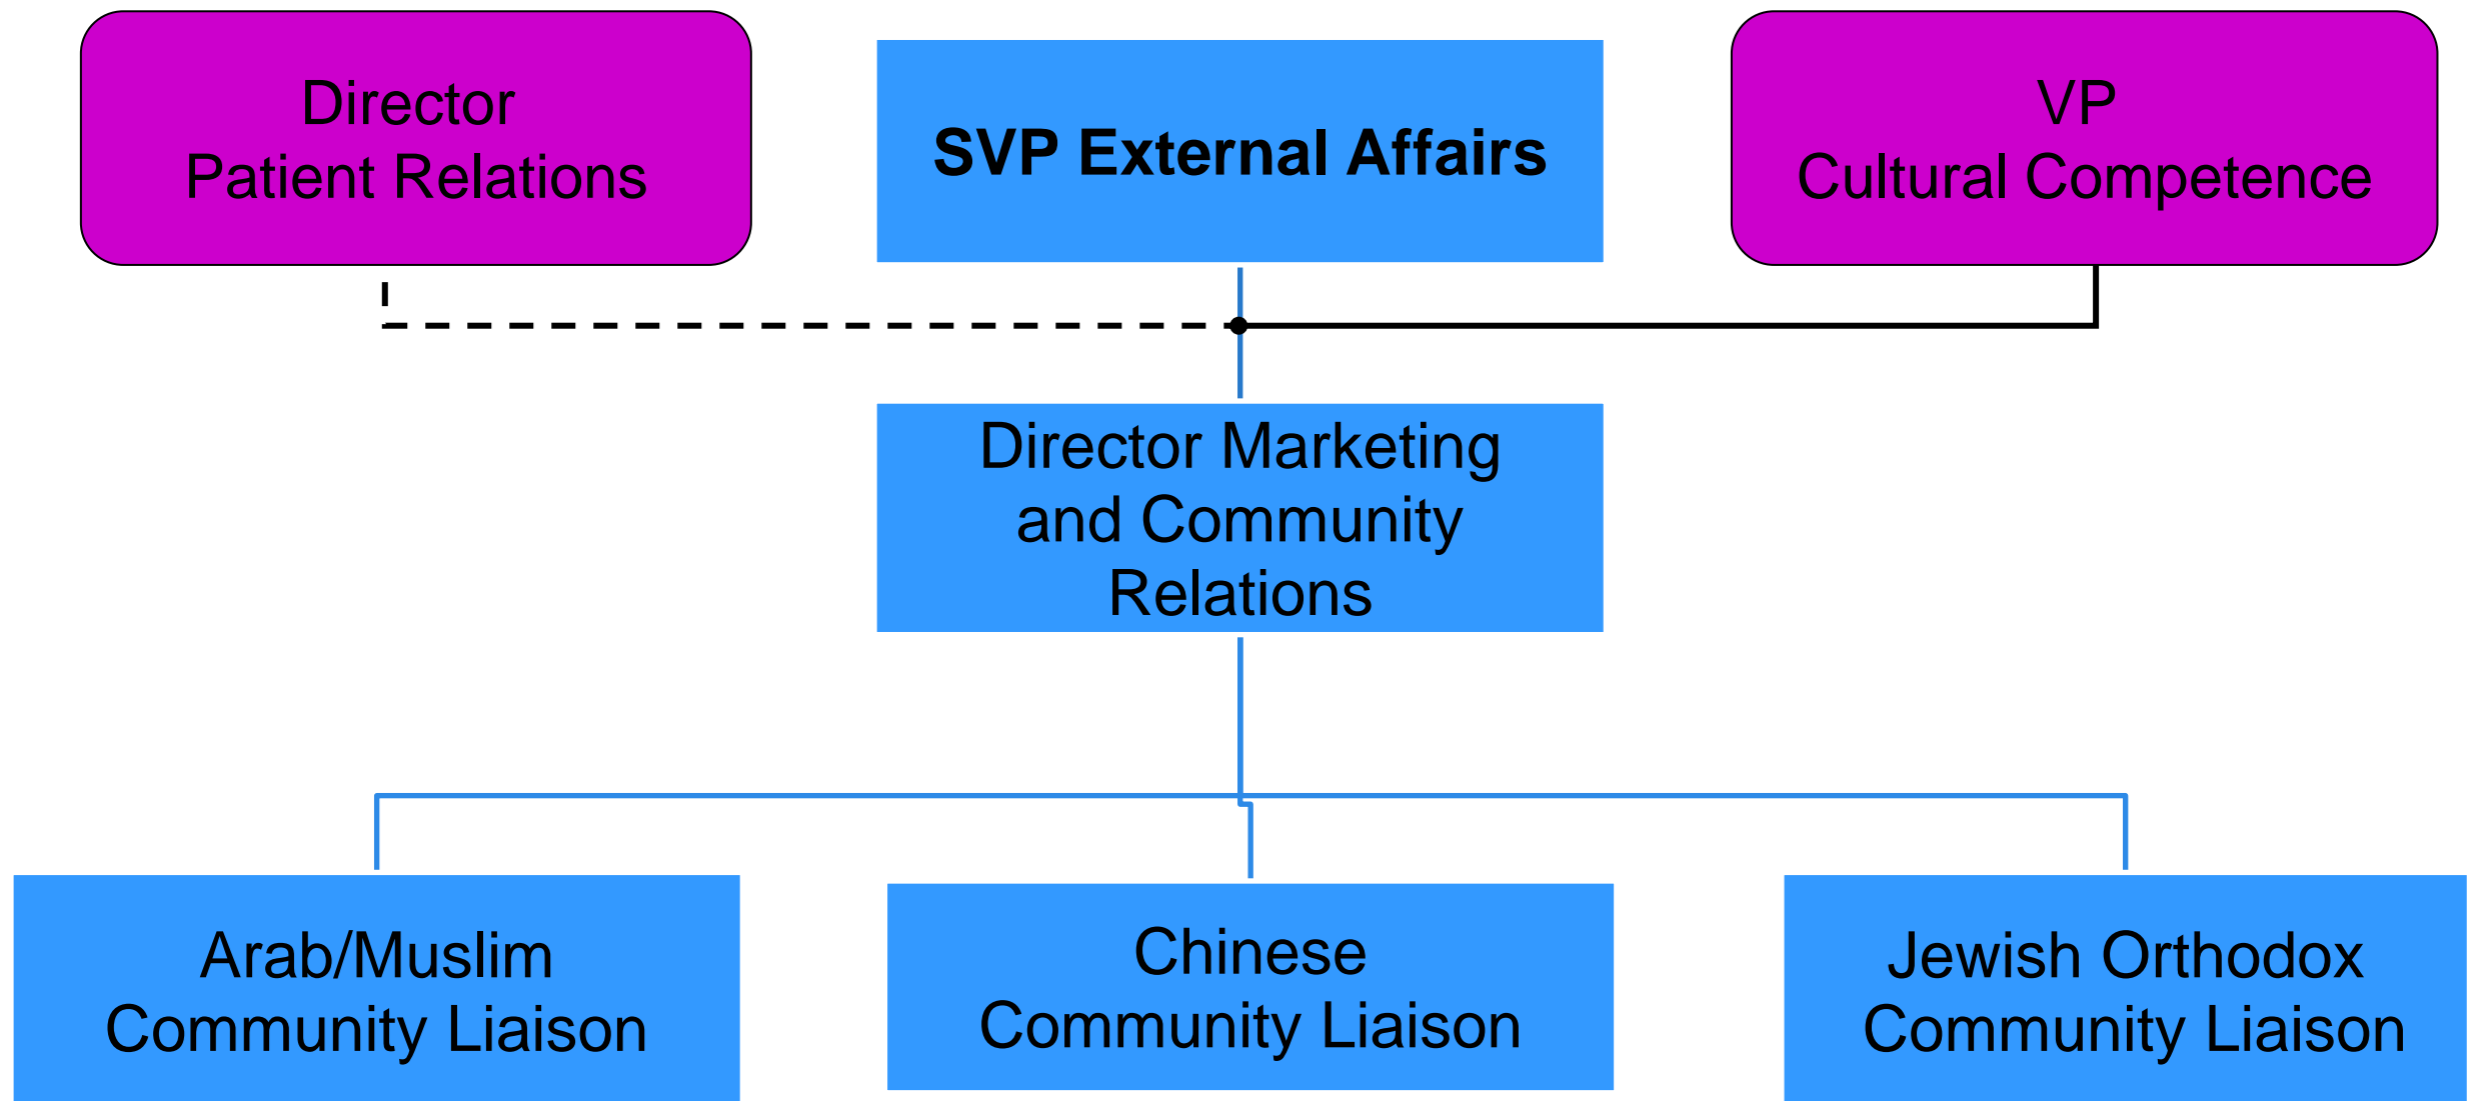 Director
Patient Relations
SVP External Affairs
VP
Cultural Competence
Director Marketing
and Community
Relations
Arab/Muslim
Community Liaison
Chinese
Community Liaison
Jewish Orthodox
Community Liaison